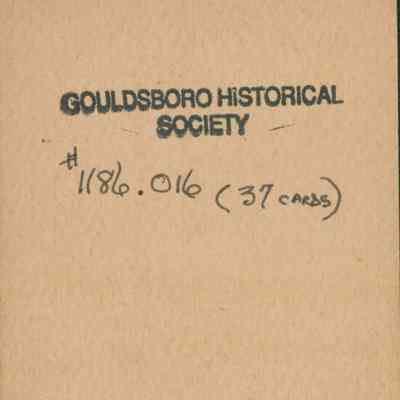 GOULDSBORO HiSTORICAL
SOCIETY
# 1186.016 (37 CARDS)